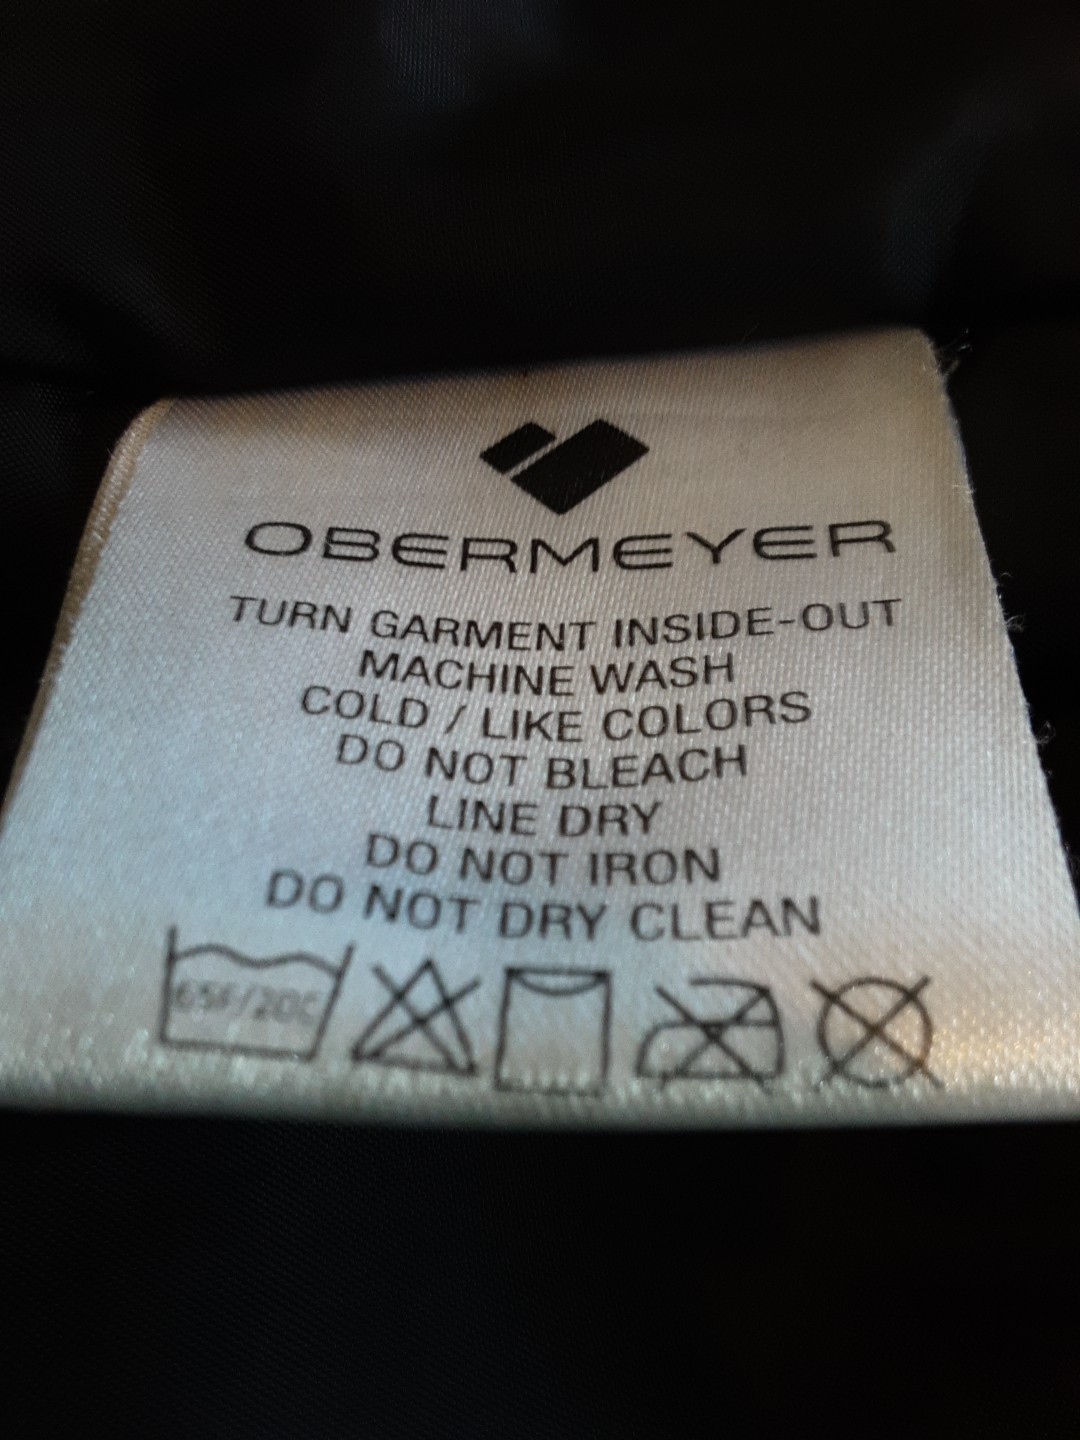 OBERMEYER
TURN GARMENT INSIDE-OUT
MACHINE WASH
COLD / LIKE COLORS
DO NOT BLEACH
LINE DRY
DO NOT IRON
DO NOT DRY CLEAN
65F/20C